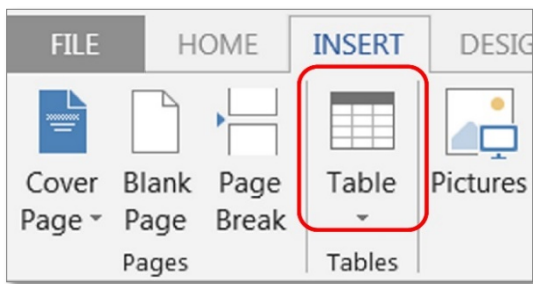 FILE HOME INSERT DESIG
Cover Page
Blank Page
Page Break
Table
Pictures
Pages
Tables